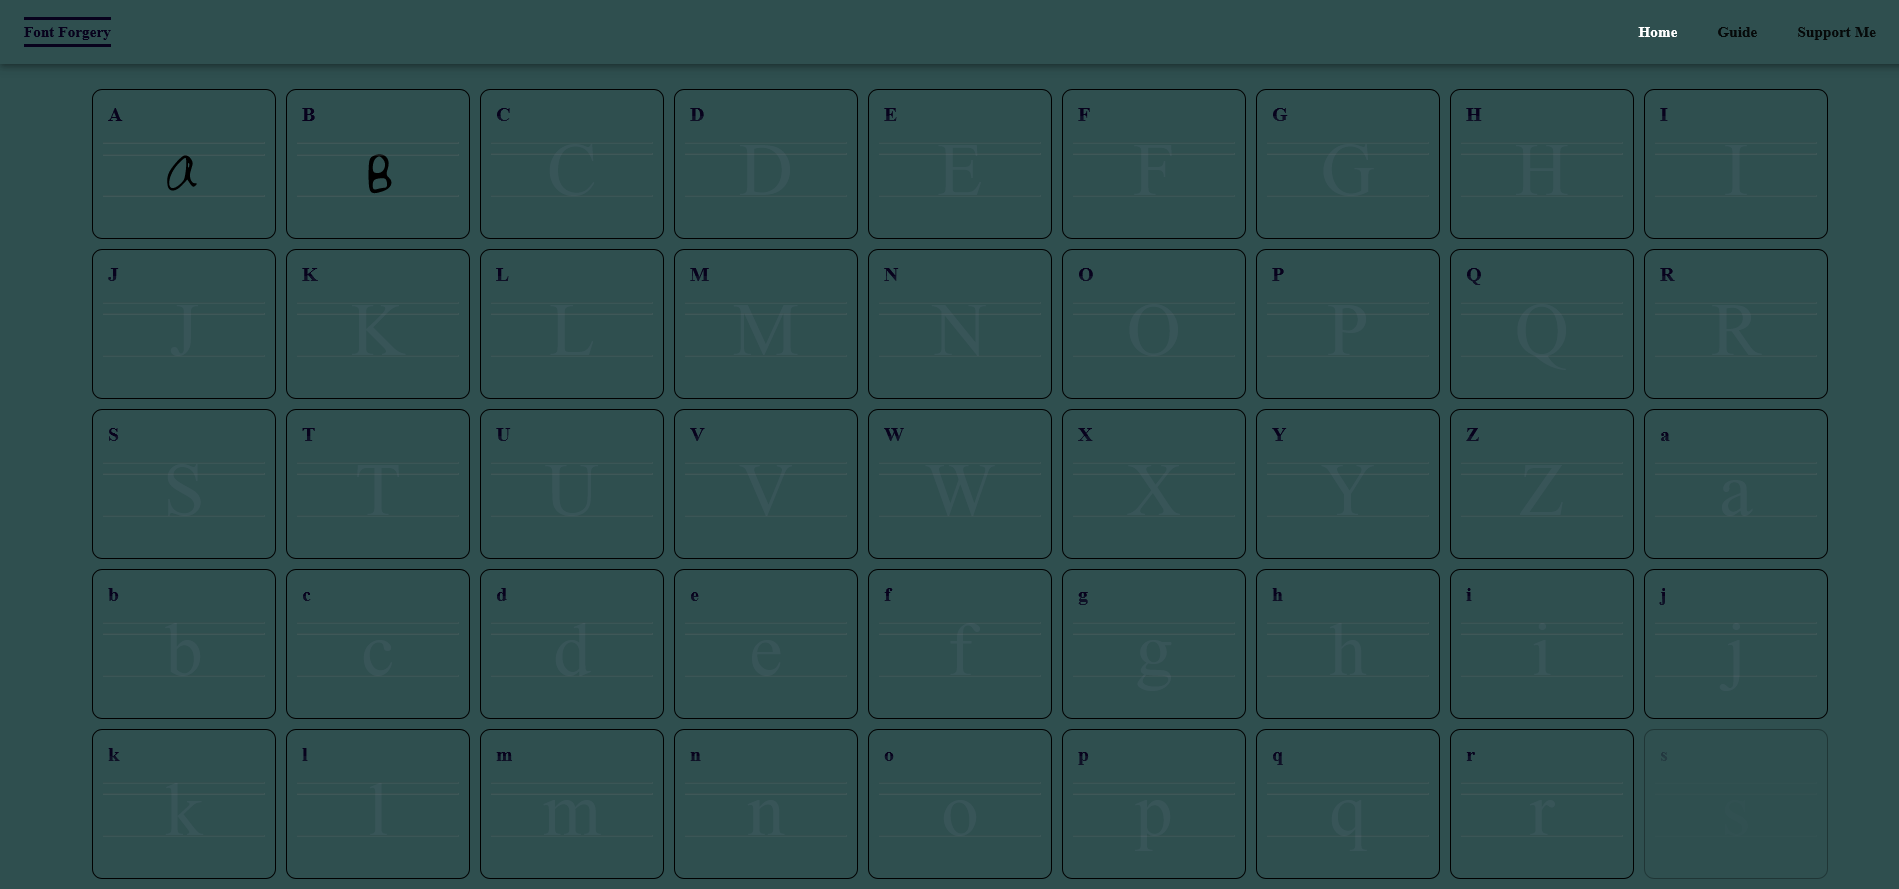 Font Forgery Home Guide Support Me
A B C D E F G H I
a B C D E F G H I
J K L M N O P Q R
J K L M N O P Q R
S T U V W X Y Z a
S T U V W X Y Z a
b c d e f g h i j
b c d e f g h i j
k l m n o p q r s
k l m n o p q r s